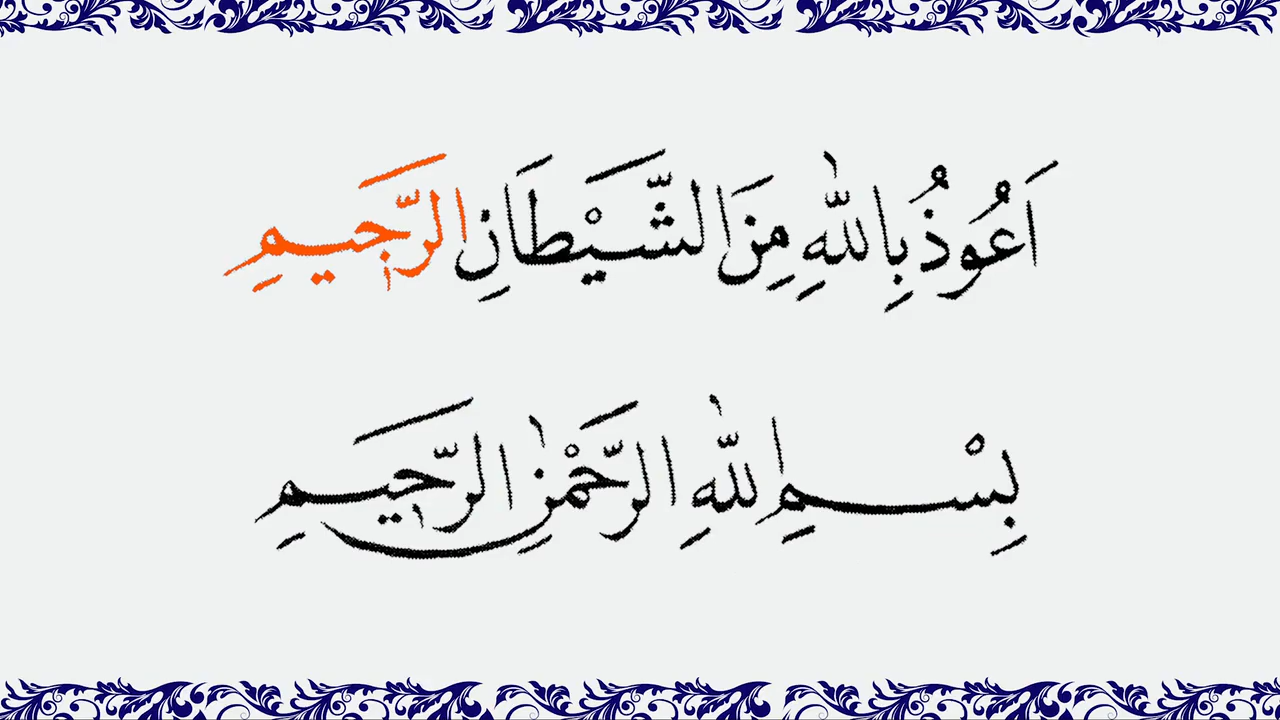 اَعُوذُ بِاللّٰهِ مِنَ الشَّيْطَانِ الرَّجِيمِ
بِسْمِ اللّٰهِ الرَّحْمٰنِ الرَّحِيمِ